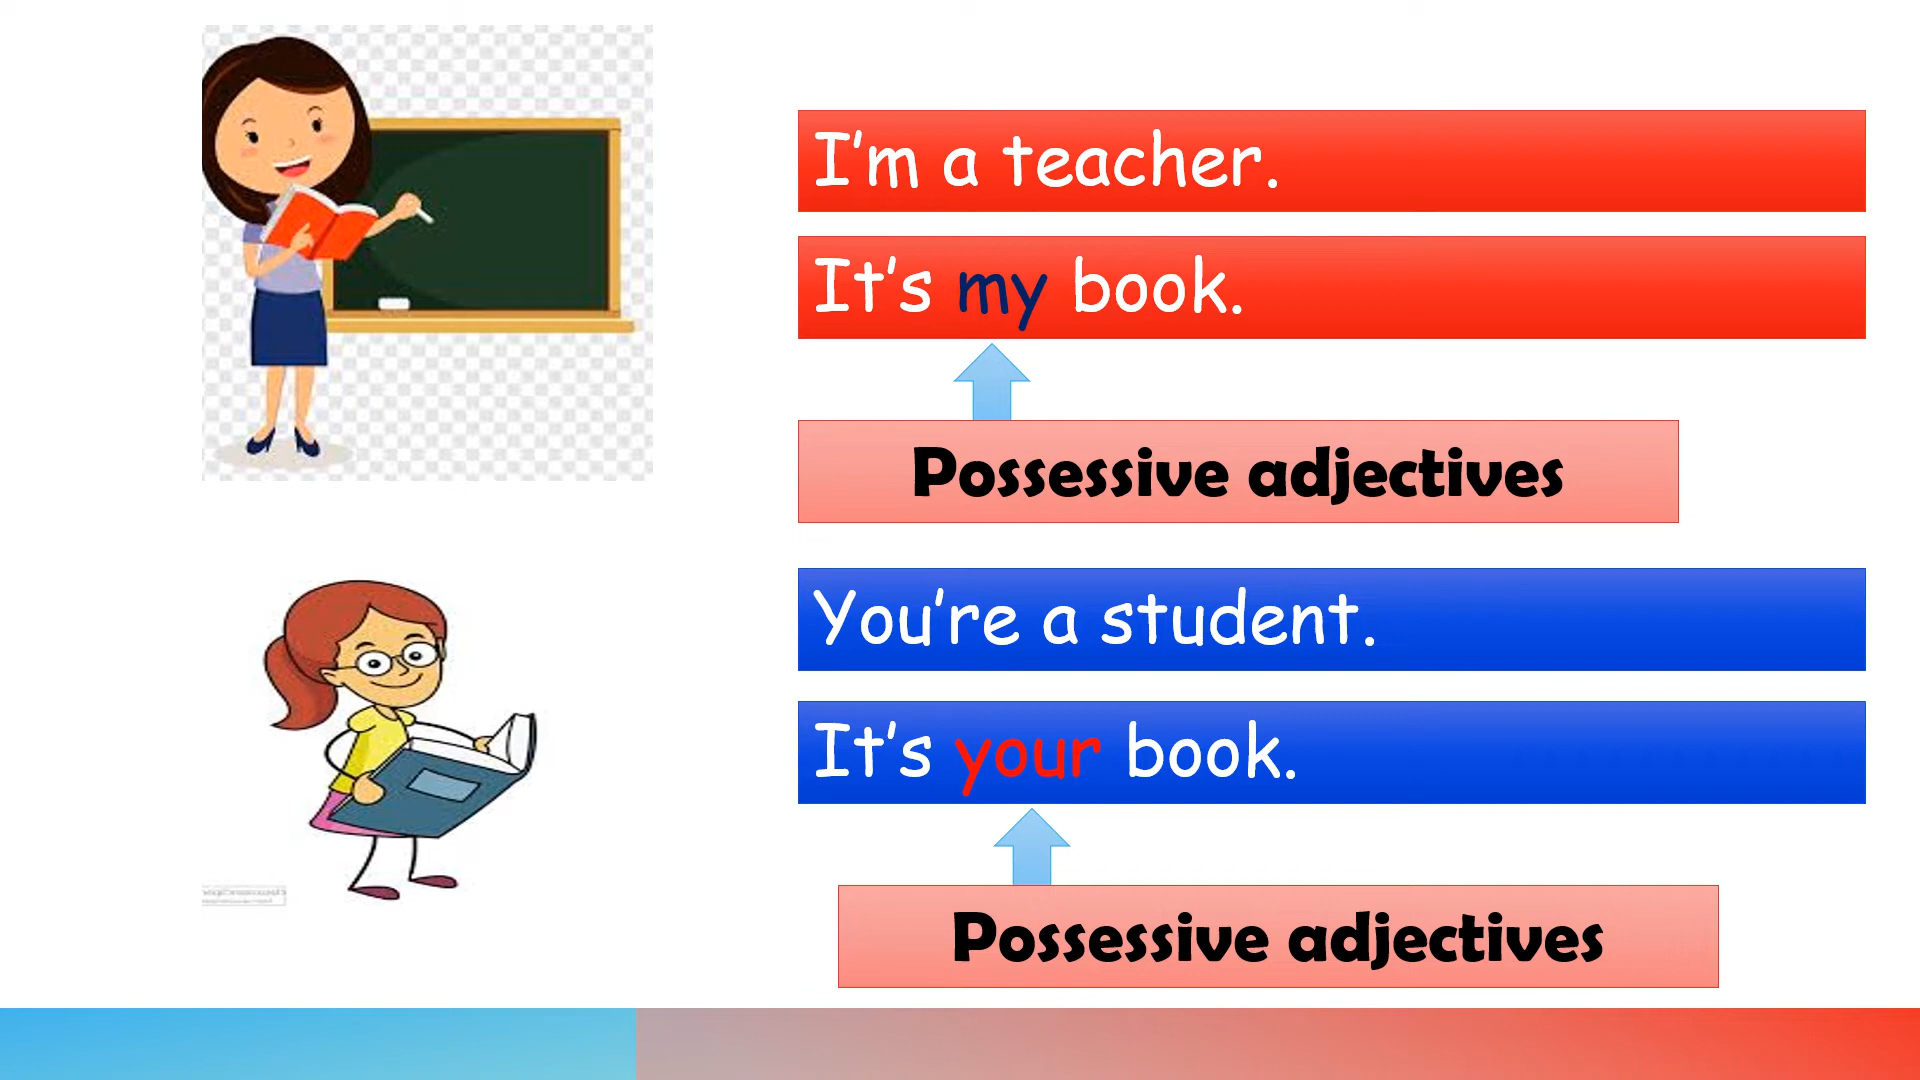 I'm a teacher.
It's my book.
Possessive adjectives
You're a student.
It's your book.
Possessive adjectives